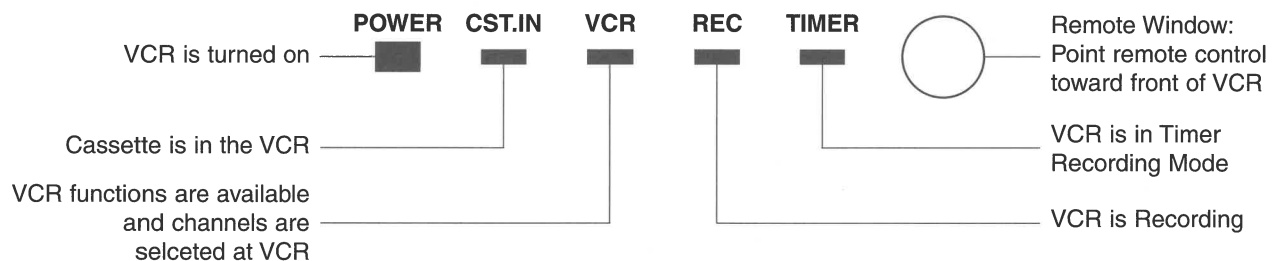 POWER CST.IN VCR REC TIMER
VCR is turned on
Cassette is in the VCR
VCR functions are available
and channels are
selceted at VCR
Remote Window:
Point remote control
toward front of VCR
VCR is in Timer
Recording Mode
VCR is Recording